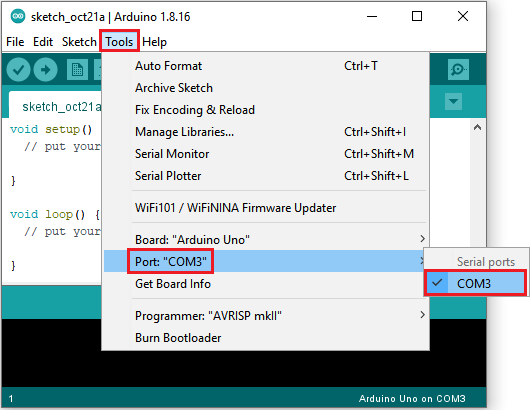 sketch_oct21a | Arduino 1.8.16
File Edit Sketch Tools Help
sketch_oct21a
void setup()
// put your
}
void loop() {
// put your
}
Auto Format Ctrl+T
Archive Sketch
Fix Encoding & Reload
Manage Libraries... Ctrl+Shift+I
Serial Monitor Ctrl+Shift+M
Serial Plotter Ctrl+Shift+L
WiFi101 / WiFiNINA Firmware Updater
Board: "Arduino Uno"
Port: "COM3"
Get Board Info
Programmer: "AVRISP mkII"
Burn Bootloader
Serial ports
COM3
1 Arduino Uno on COM3